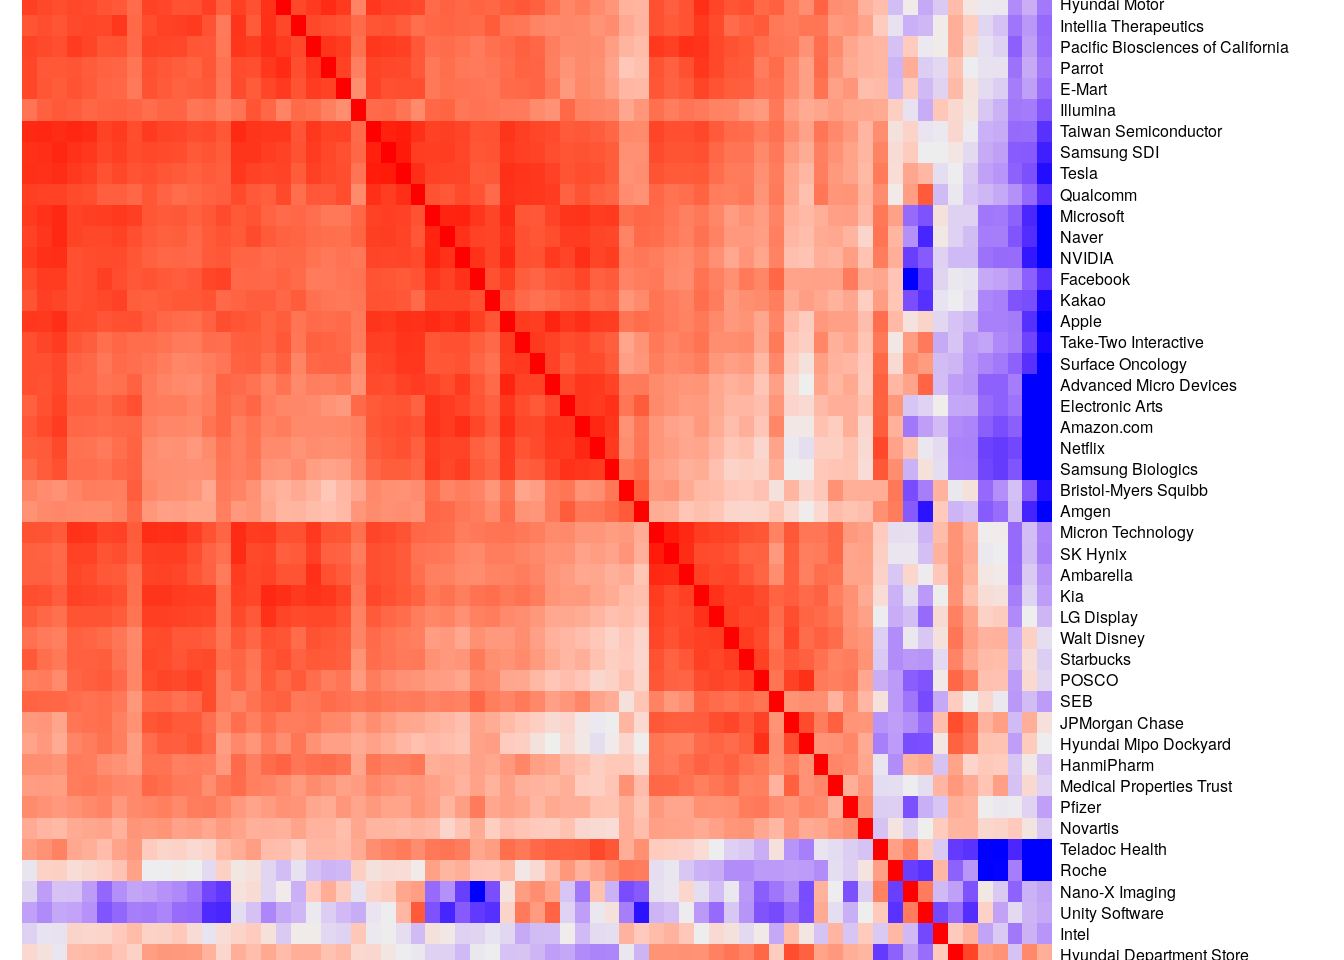 Hyundai Motor
Intellia Therapeutics
Pacific Biosciences of California
Parrot
E-Mart
Illumina
Taiwan Semiconductor
Samsung SDI
Tesla
Qualcomm
Microsoft
Naver
NVIDIA
Facebook
Kakao
Apple
Take-Two Interactive
Surface Oncology
Advanced Micro Devices
Electronic Arts
Amazon.com
Netflix
Samsung Biologics
Bristol-Myers Squibb
Amgen
Micron Technology
SK Hynix
Ambarella
Kia
LG Display
Walt Disney
Starbucks
POSCO
SEB
JPMorgan Chase
Hyundai Mipo Dockyard
HanmiPharm
Medical Properties Trust
Pfizer
Novartis
Teladoc Health
Roche
Nano-X Imaging
Unity Software
Intel
Hyundai Department Store